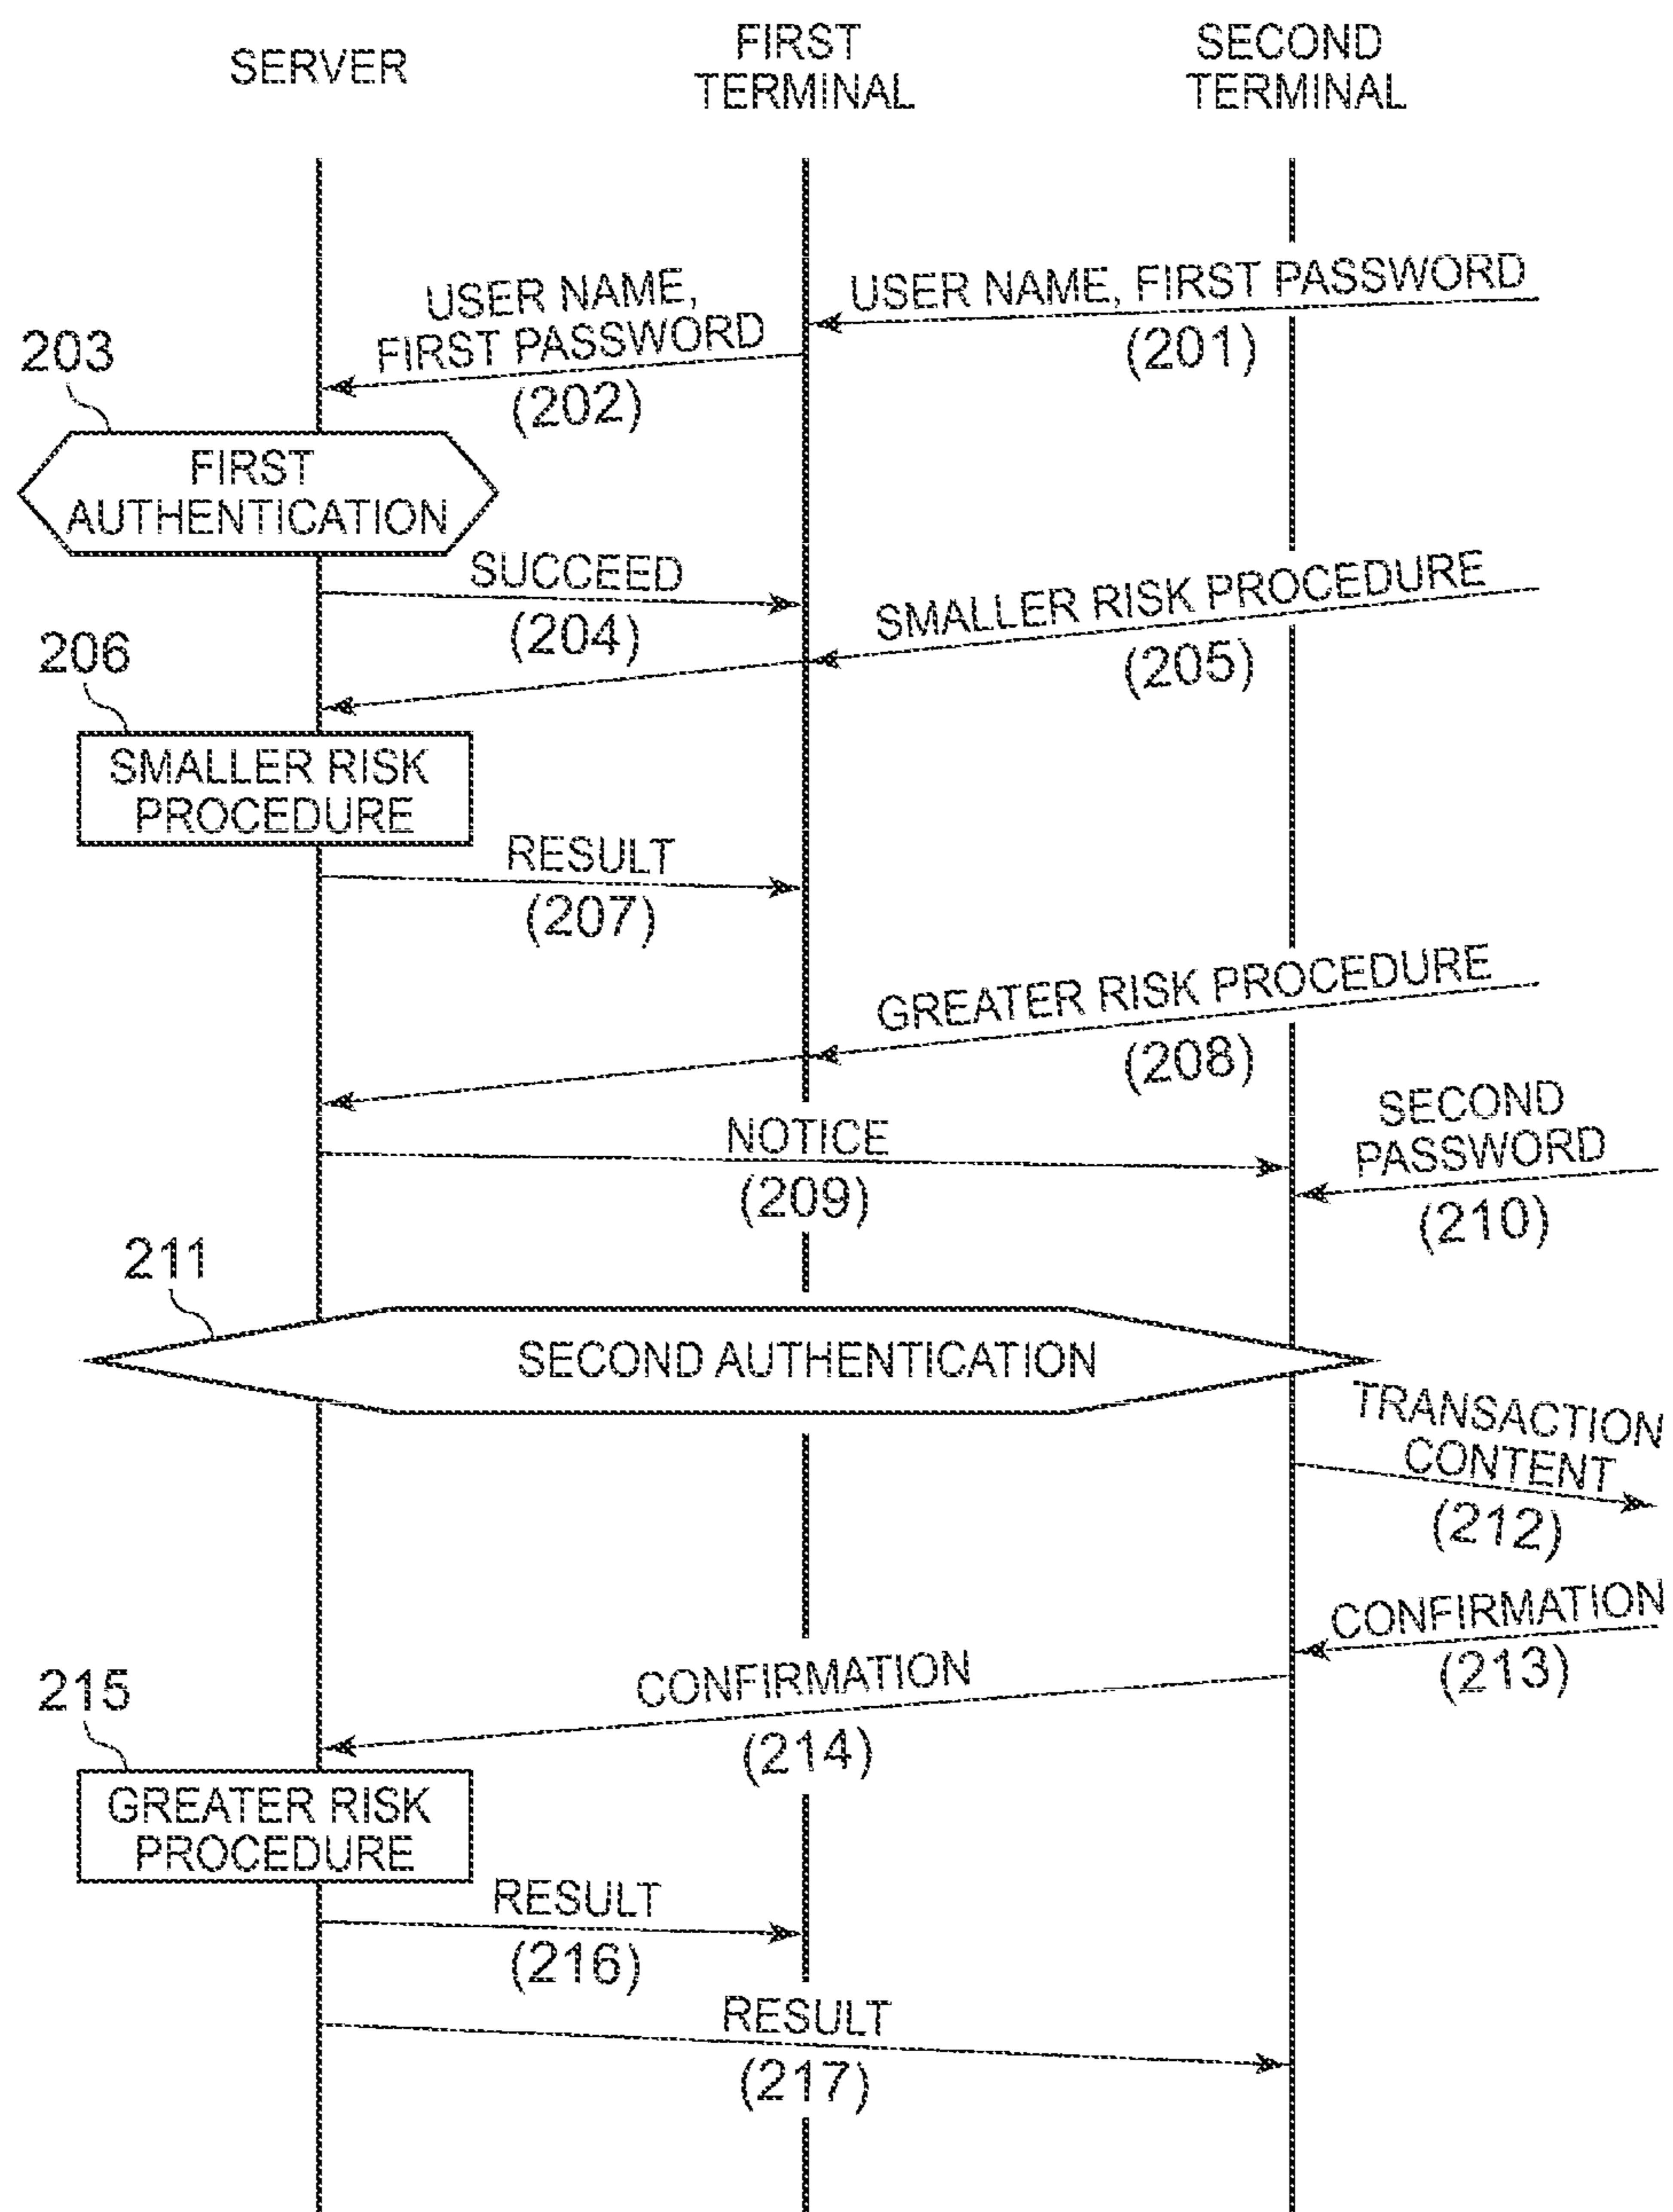 SERVER
FIRST
TERMINAL
SECOND
TERMINAL
USER NAME, FIRST PASSWORD
(201)
USER NAME,
FIRST PASSWORD
(202)
203
FIRST
AUTHENTICATION
SUCCEED
(204)
SMALLER RISK PROCEDURE
(205)
206
SMALLER RISK
PROCEDURE
RESULT
(207)
GREATER RISK PROCEDURE
(208)
NOTICE
(209)
SECOND
PASSWORD
(210)
211
SECOND AUTHENTICATION
TRANSACTION
CONTENT
(212)
CONFIRMATION
(213)
CONFIRMATION
(214)
215
GREATER RISK
PROCEDURE
RESULT
(216)
RESULT
(217)